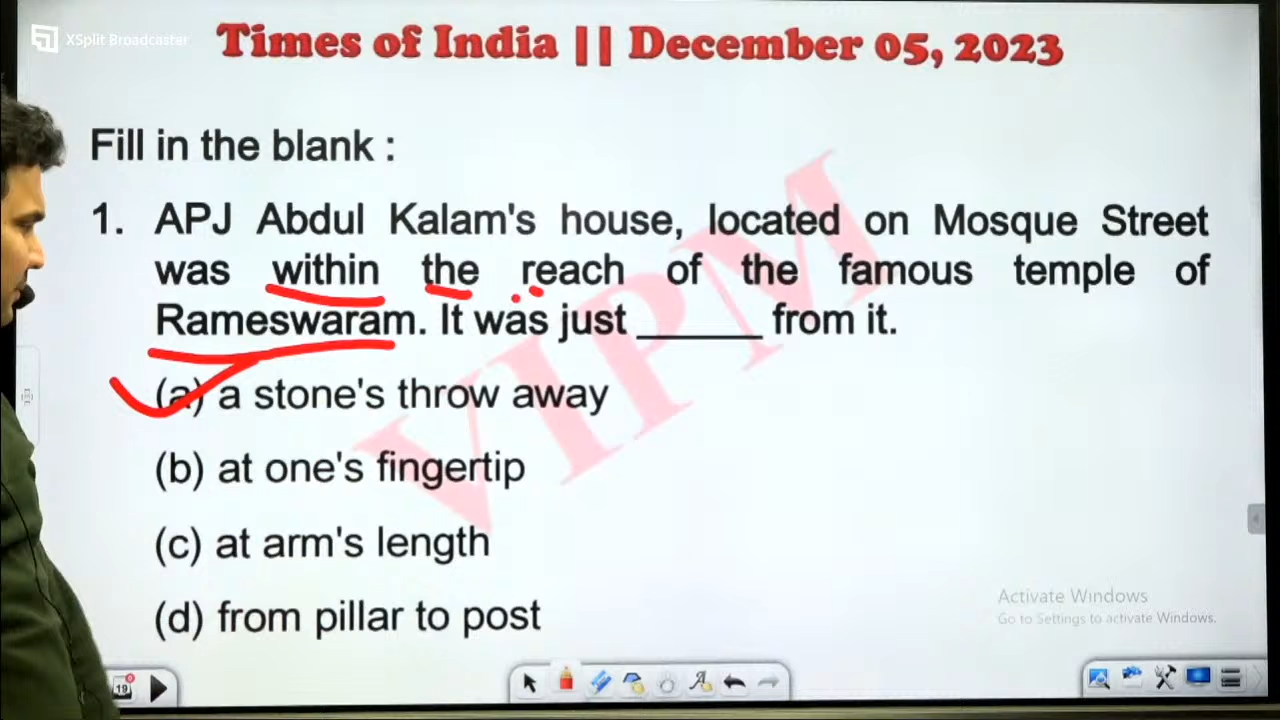 XSplit Broadcaster
Times of India || December 05, 2023
Fill in the blank :
1. APJ Abdul Kalam's house, located on Mosque Street
was within the reach of the famous temple of
Rameswaram. It was just ______ from it.
(a) a stone's throw away
(b) at one's fingertip
(c) at arm's length
(d) from pillar to post
VIPM
Activate Windows
Go to Settings to activate Windows.
19